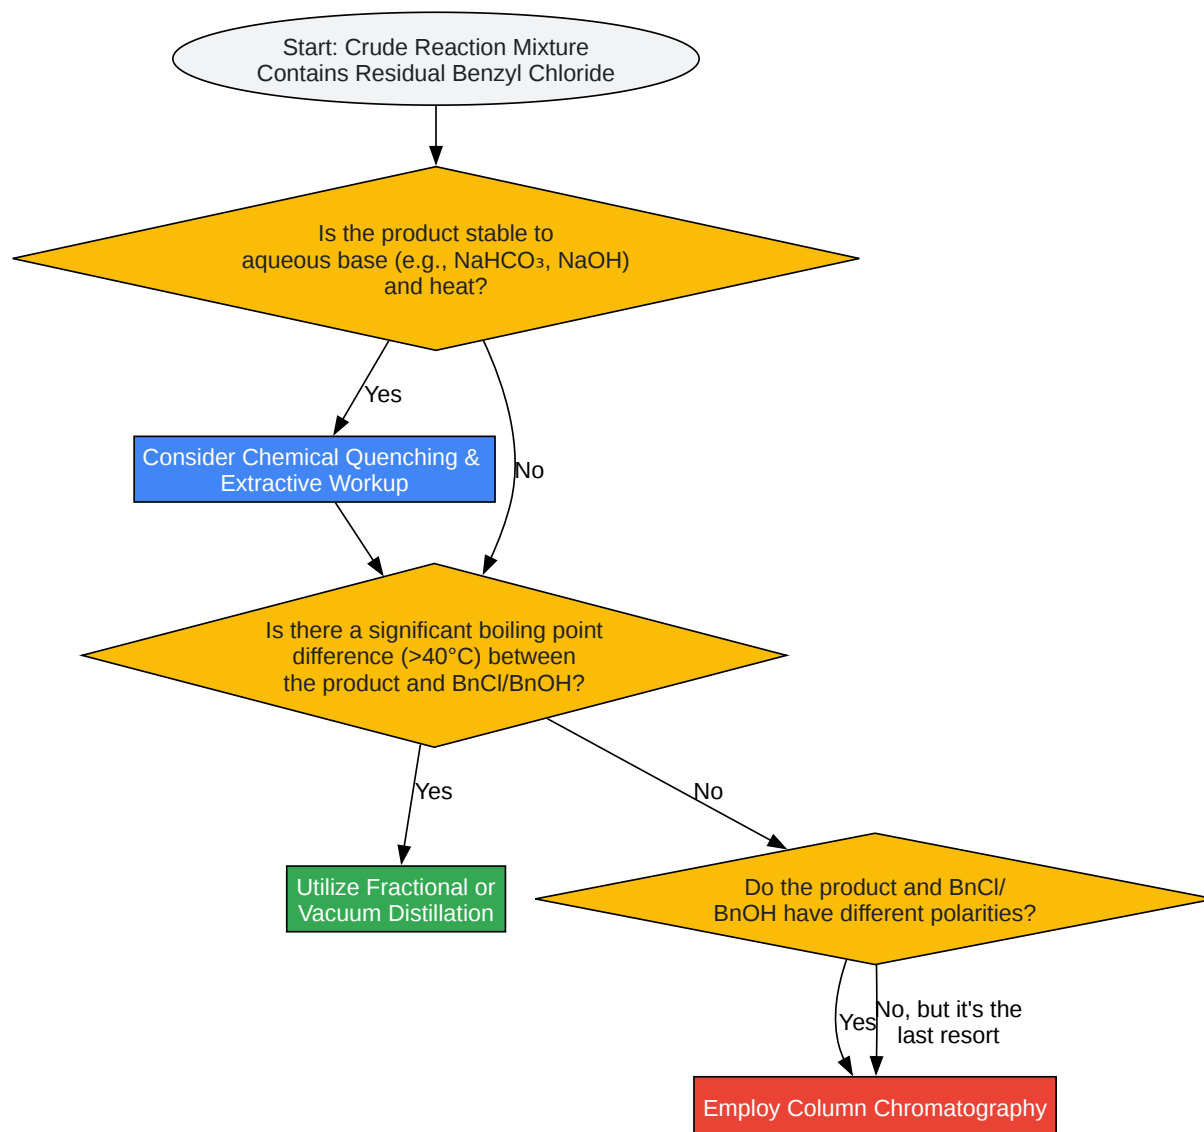 Start: Crude Reaction Mixture
Contains Residual Benzyl Chloride
Is the product stable to
aqueous base (e.g., NaHCO₃, NaOH)
and heat?
Yes
Consider Chemical Quenching &
Extractive Workup
No
Is there a significant boiling point
difference (>40°C) between
the product and BnCl/BnOH?
Yes
No
Utilize Fractional or
Vacuum Distillation
Do the product and BnCl/
BnOH have different polarities?
Yes
No, but it's the
last resort
Employ Column Chromatography